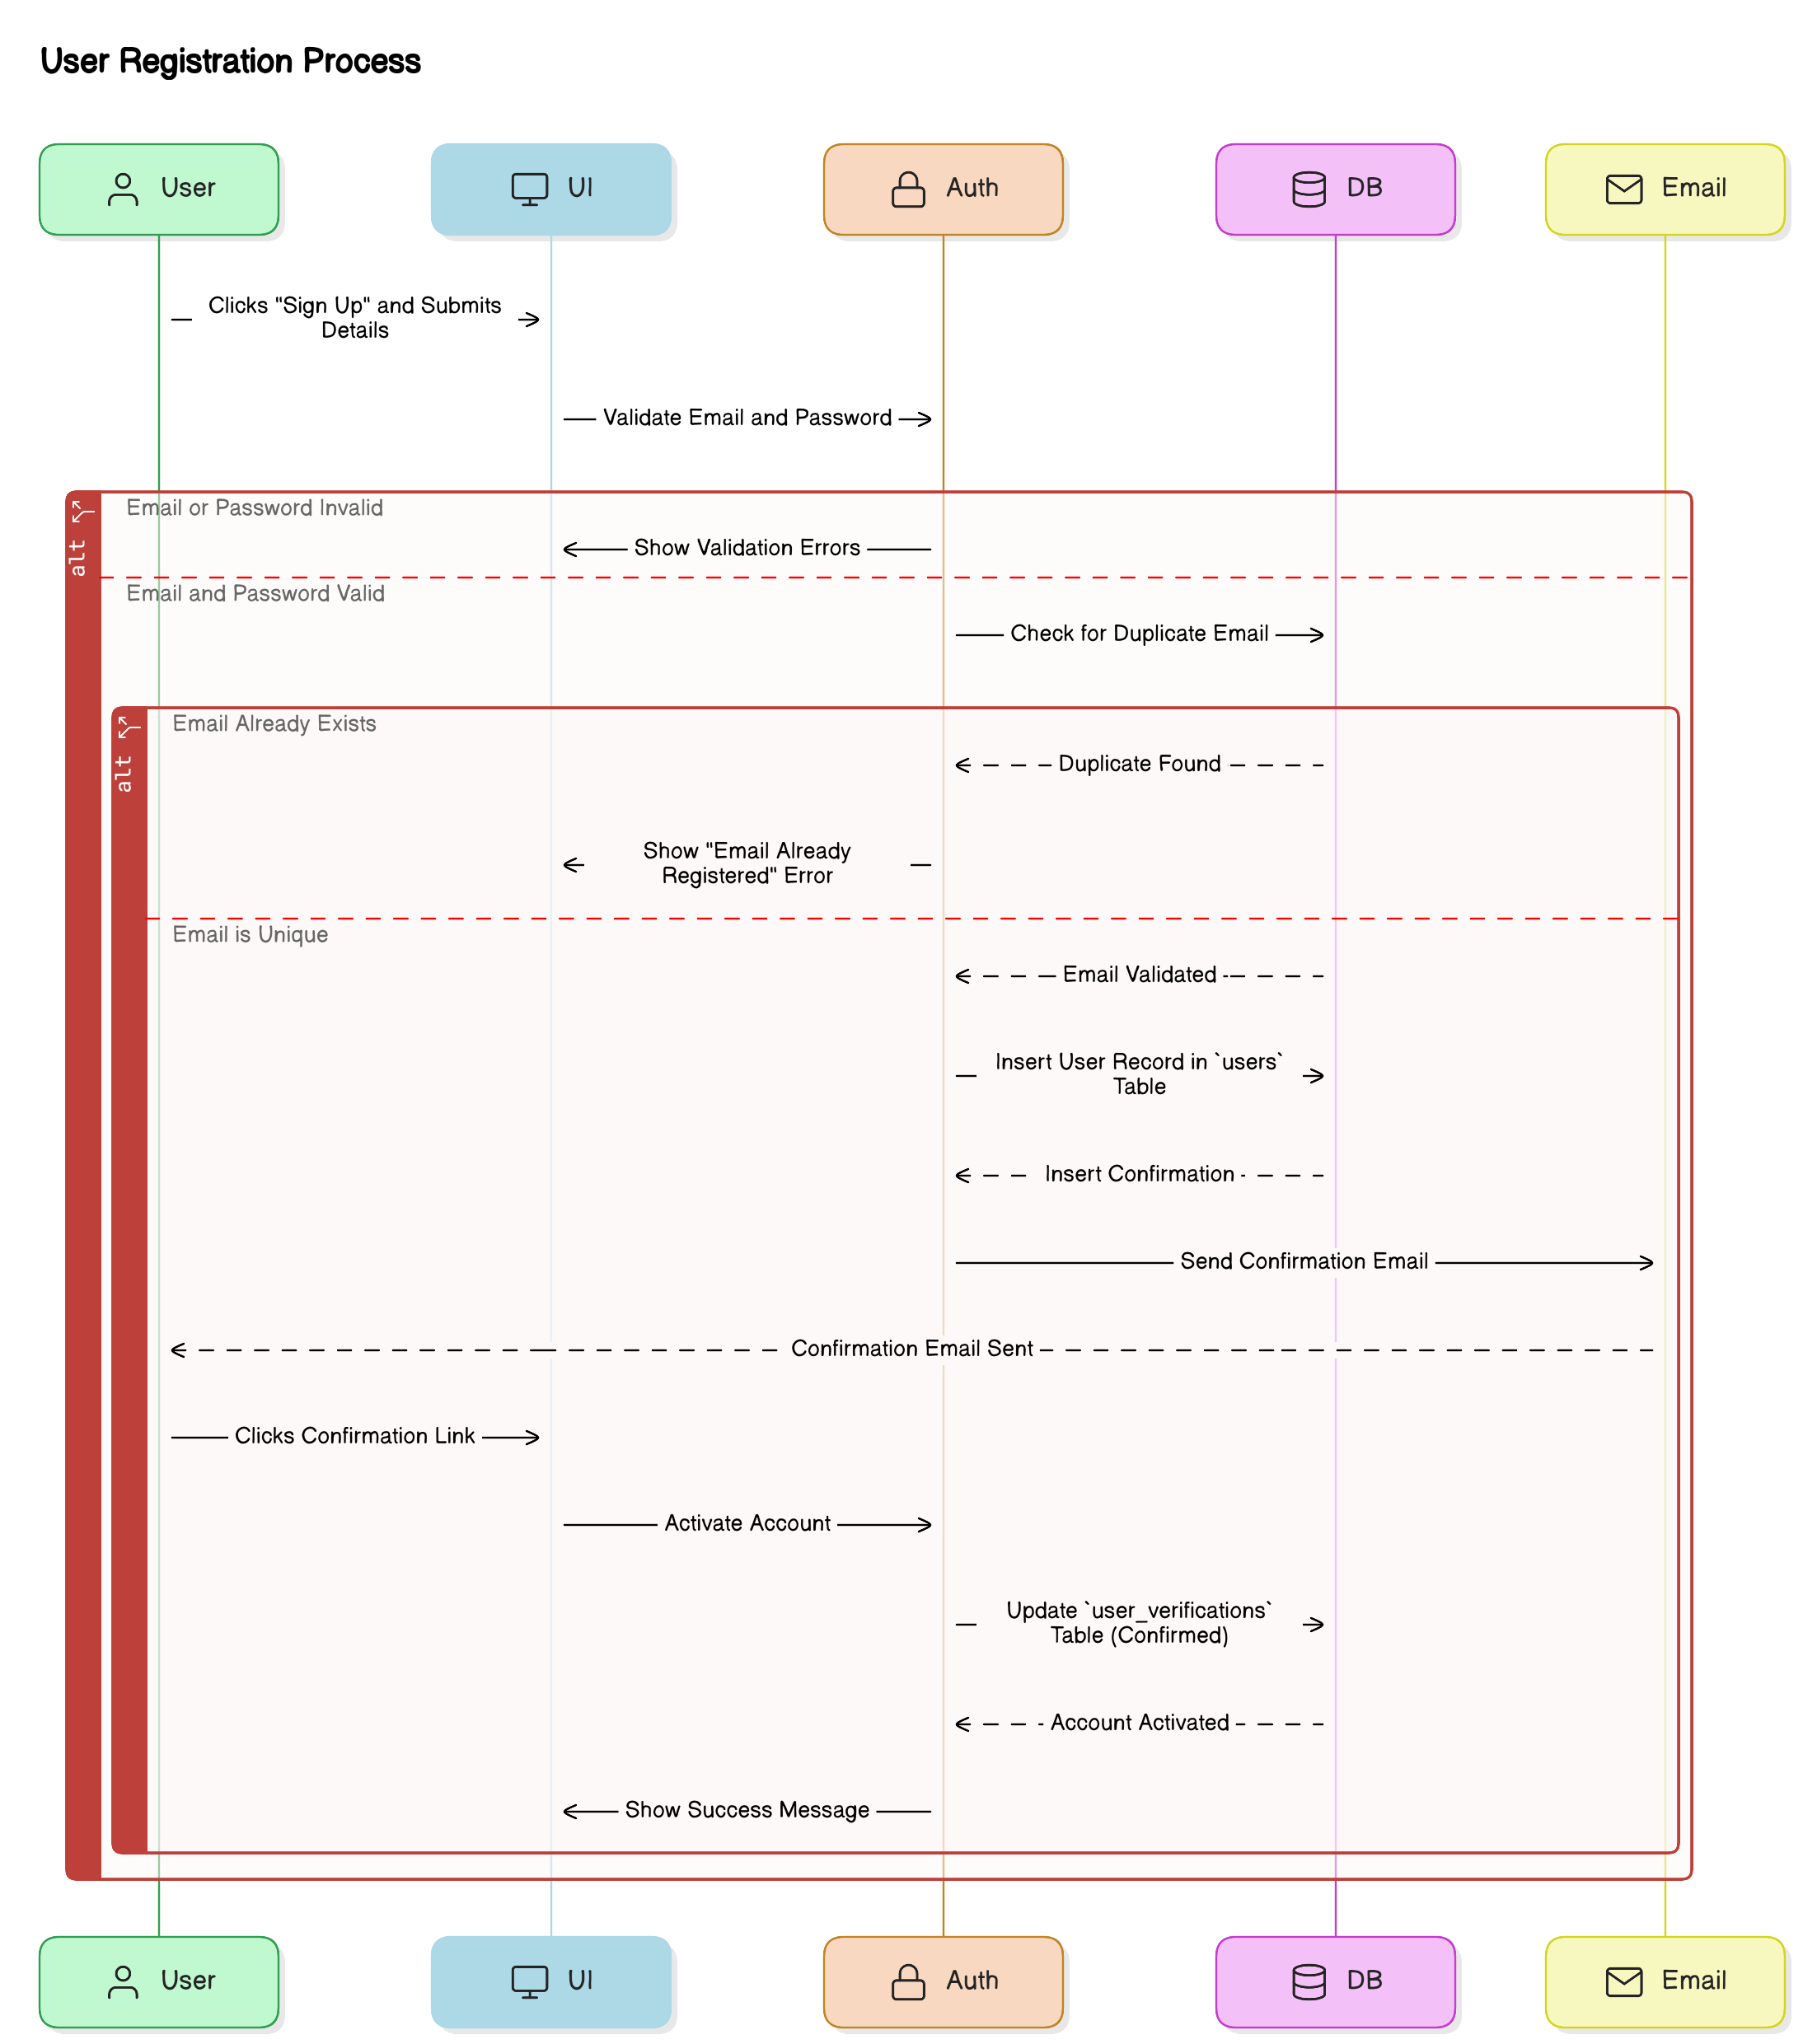 User Registration Process
User
UI
Auth
DB
Email
Clicks "Sign Up" and Submits
Details
Validate Email and Password
alt
Email or Password Invalid
Show Validation Errors
Email and Password Valid
Check for Duplicate Email
alt
Email Already Exists
Duplicate Found
Show "Email Already
Registered" Error
Email is Unique
Email Validated
Insert User Record in `users`
Table
Insert Confirmation
Send Confirmation Email
Confirmation Email Sent
Clicks Confirmation Link
Activate Account
Update `user_verifications`
Table (Confirmed)
Account Activated
Show Success Message
User
UI
Auth
DB
Email